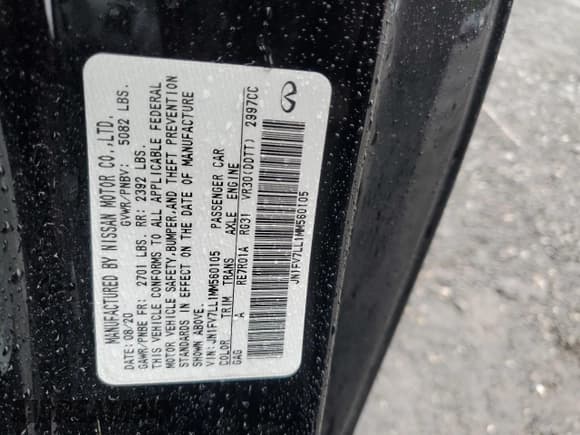 MANUFACTURED BY NISSAN MOTOR CO.,LTD.
DATE: 08/20 GVWR/PNBV: 5082 LBS.
GAWR/PNBE FR: 2701 LBS. RR: 2392 LBS.
THIS VEHICLE CONFORMS TO ALL APPLICABLE FEDERAL
MOTOR VEHICLE SAFETY,BUMPER,AND THEFT PREVENTION
STANDARDS IN EFFECT ON THE DATE OF MANUFACTURE
SHOWN ABOVE.
VIN:JN1FV7LL1MM560105 PASSENGER CAR
COLOR TRIM TRANS AXLE ENGINE
GAG A RE7R01A RG31 VR30(DDTT) 2997CC
JN1FV7LL1MM560105